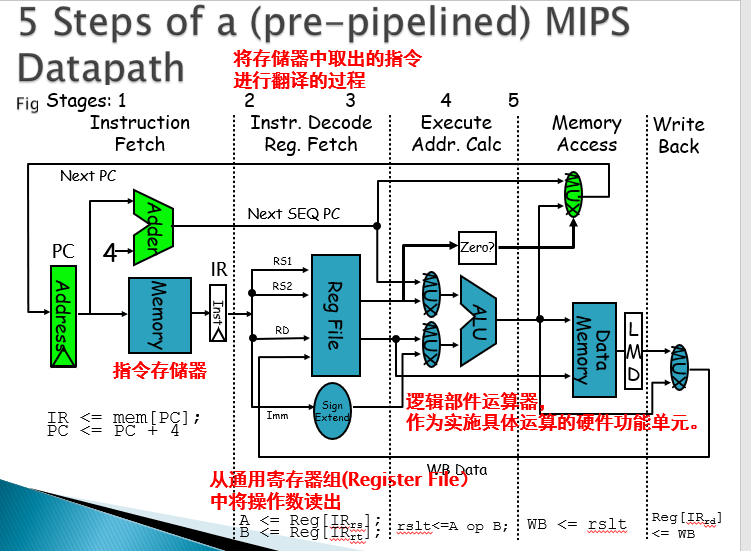 5 Steps of a (pre-pipelined) MIPS
Datapath
将存储器中取出的指令
进行翻译的过程
Fig
Stages: 1
2
3
4
5
Instruction
Fetch
Instr. Decode
Reg. Fetch
Execute
Addr. Calc
Memory
Access
Write
Back
Next PC
Next SEQ PC
Adder
4
PC
Address
Memory
IR
Inst
RS1
RS2
RD
Reg File
Imm
Sign
Extend
MUX
MUX
Zero?
ALU
MUX
Data
Memory
LMD
MUX
指令存储器
逻辑部件运算器,
作为实施具体运算的硬件功能单元。
IR <= mem[PC];
PC <= PC + 4
WB Data
从通用寄存器组(Register File)
中将操作数读出
A <= Reg[IRrs];
B <= Reg[IRrt];
rslt<=A op B;
WB <= rslt
Reg[IRrd]
<= WB